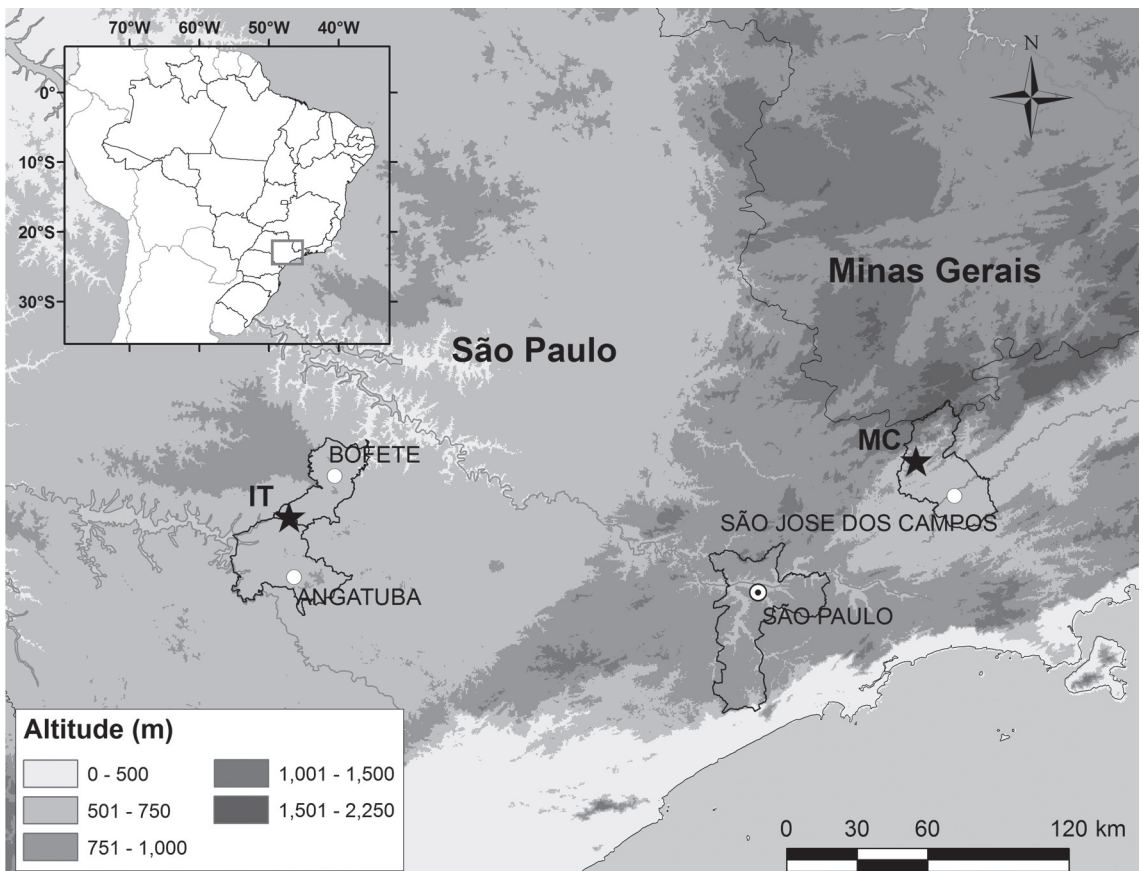 70°W 60°W 50°W 40°W
0°
10°S
20°S
30°S
N
Minas Gerais
São Paulo
MC
BOFETE
IT
SÃO JOSE DOS CAMPOS
ANGATUBA
SÃO PAULO
Altitude (m)
0 - 500
501 - 750
751 - 1,000
1,001 - 1,500
1,501 - 2,250
0 30 60 120 km